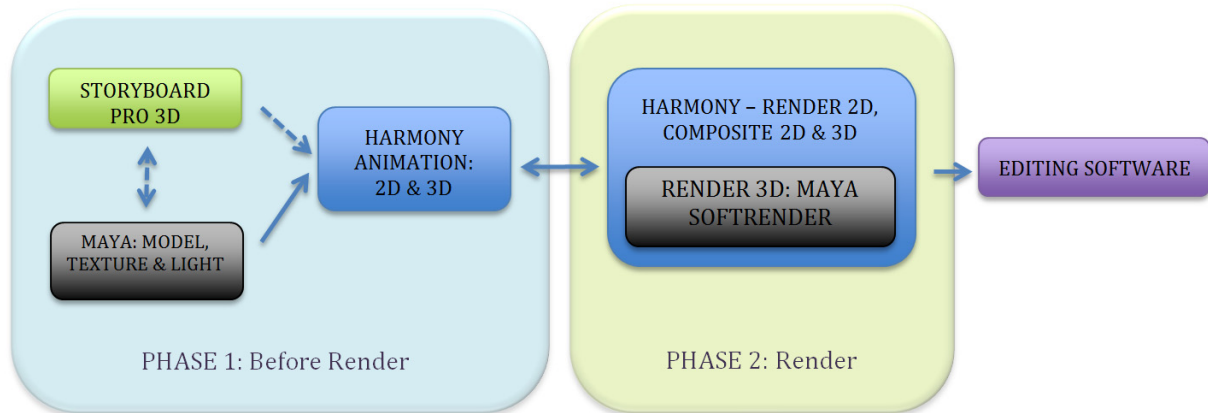 STORYBOARD
PRO 3D
MAYA: MODEL,
TEXTURE & LIGHT
HARMONY
ANIMATION:
2D & 3D
PHASE 1: Before Render
HARMONY – RENDER 2D,
COMPOSITE 2D & 3D
RENDER 3D: MAYA
SOFTRENDER
PHASE 2: Render
EDITING SOFTWARE